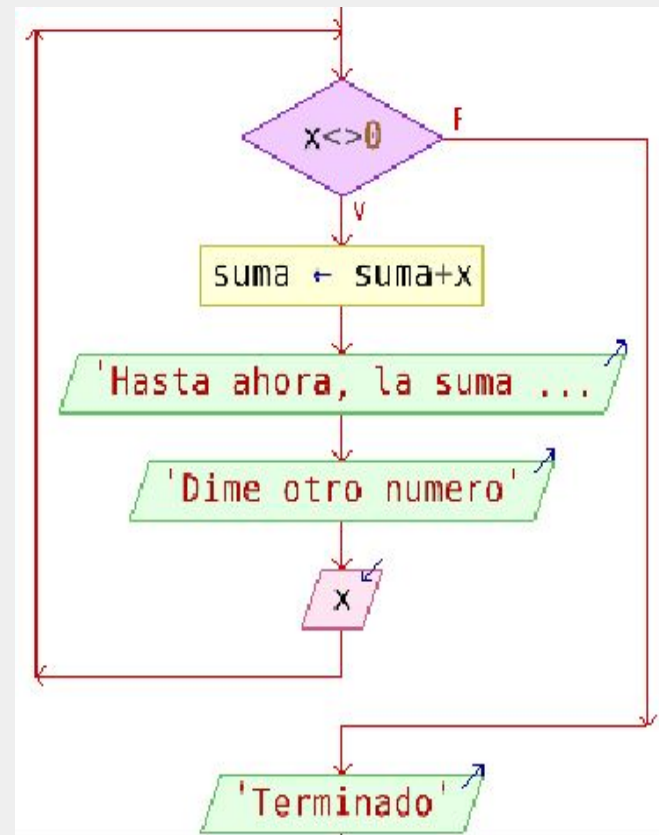 x<>0
F
V
suma ← suma+x
'Hasta ahora, la suma ...
'Dime otro numero'
x
'Terminado'